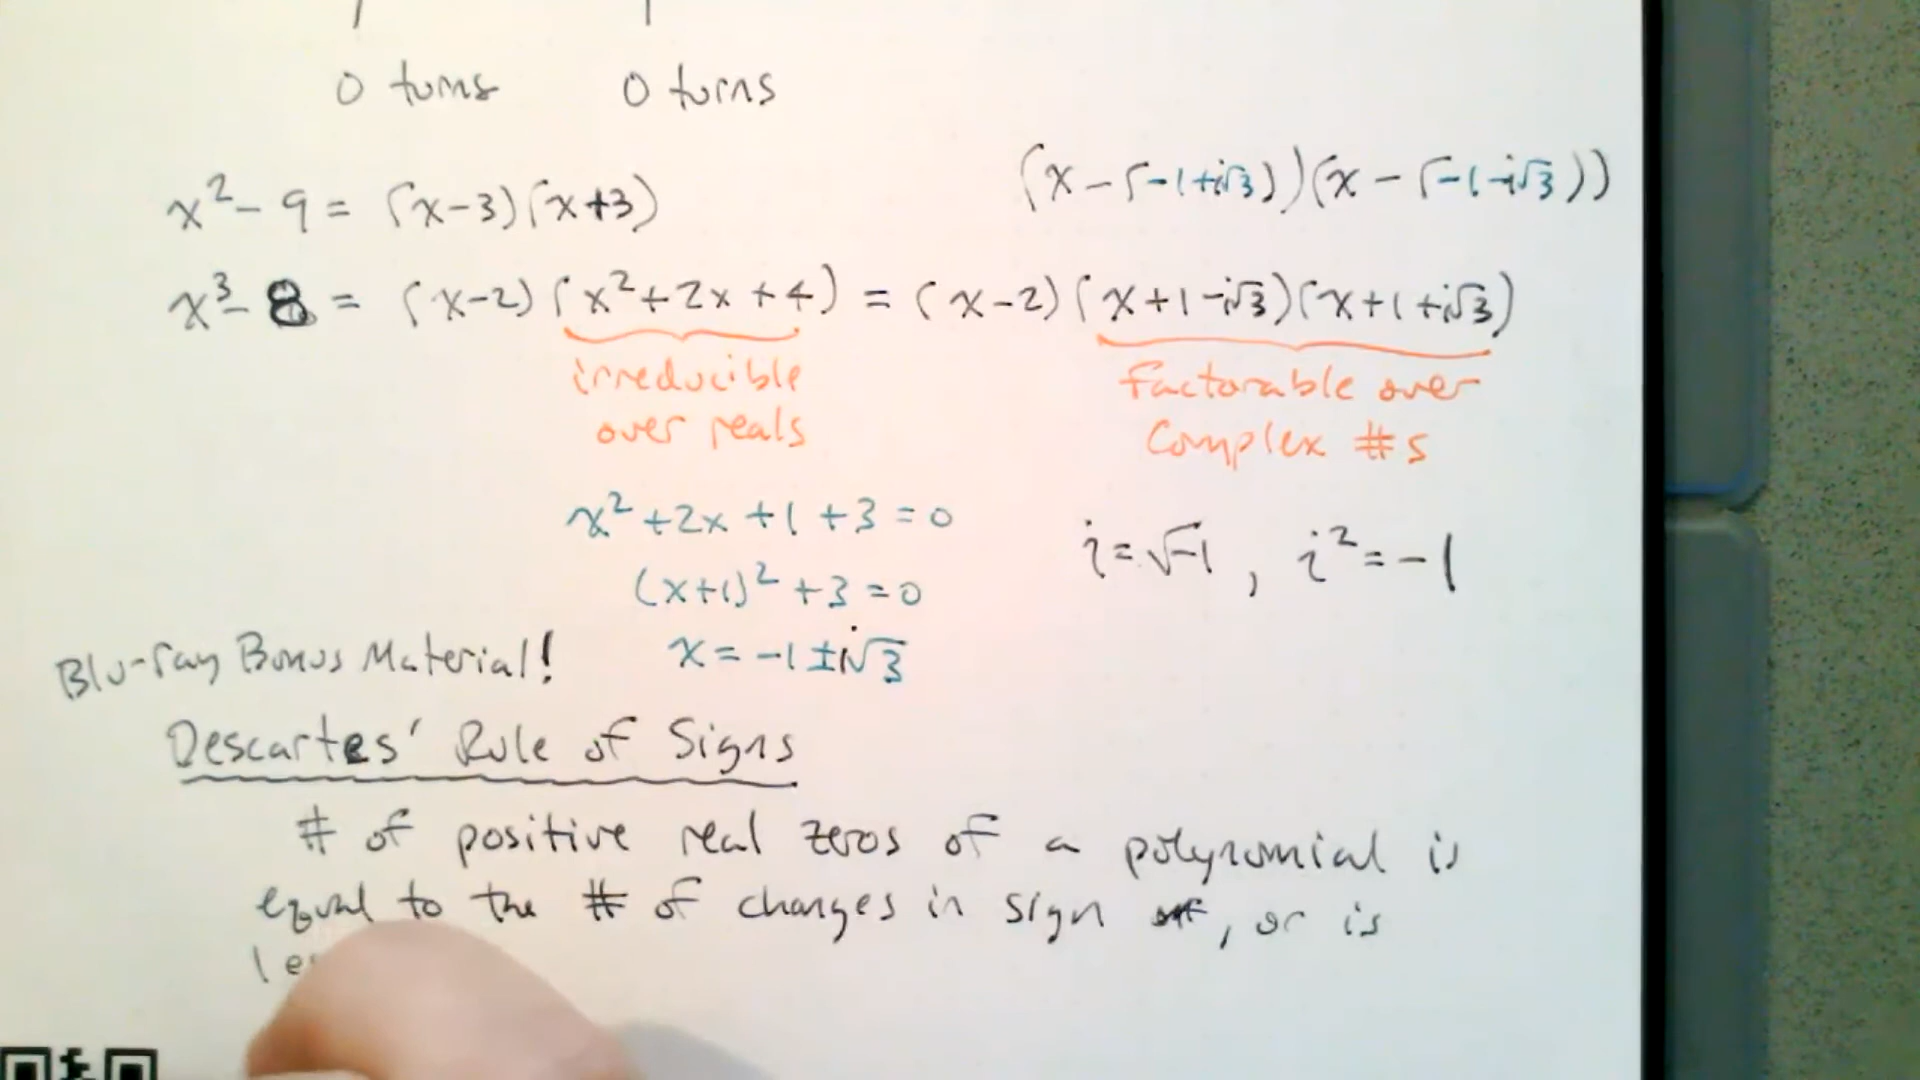 0 turns 0 turns
(x-(-1+i√3))(x-(-1-i√3))
x²-9 = (x-3)(x+3)
x³-8 = (x-2)(x²+2x+4) = (x-2)(x+1-i√3)(x+1+i√3)
irreducible
over reals
factorable over
Complex #s
x²+2x+1+3=0
(x+1)²+3=0
x=-1±i√3
i=√-1, i²=-1
Blu-ray Bonus Material!
Descartes' Rule of Signs
# of positive real zeros of a polynomial is
equal to the # of changes in sign, or is